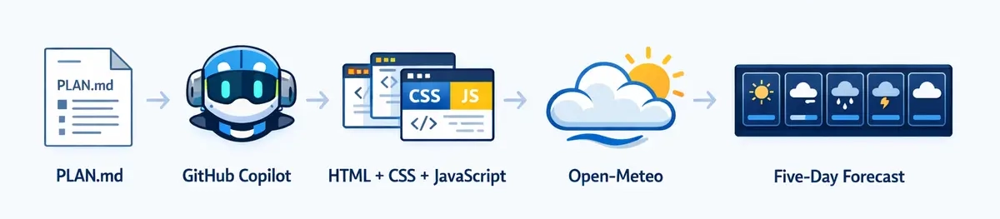 PLAN.md
</>
CSS
JS
</>
PLAN.md
GitHub Copilot
HTML + CSS + JavaScript
Open-Meteo
Five-Day Forecast